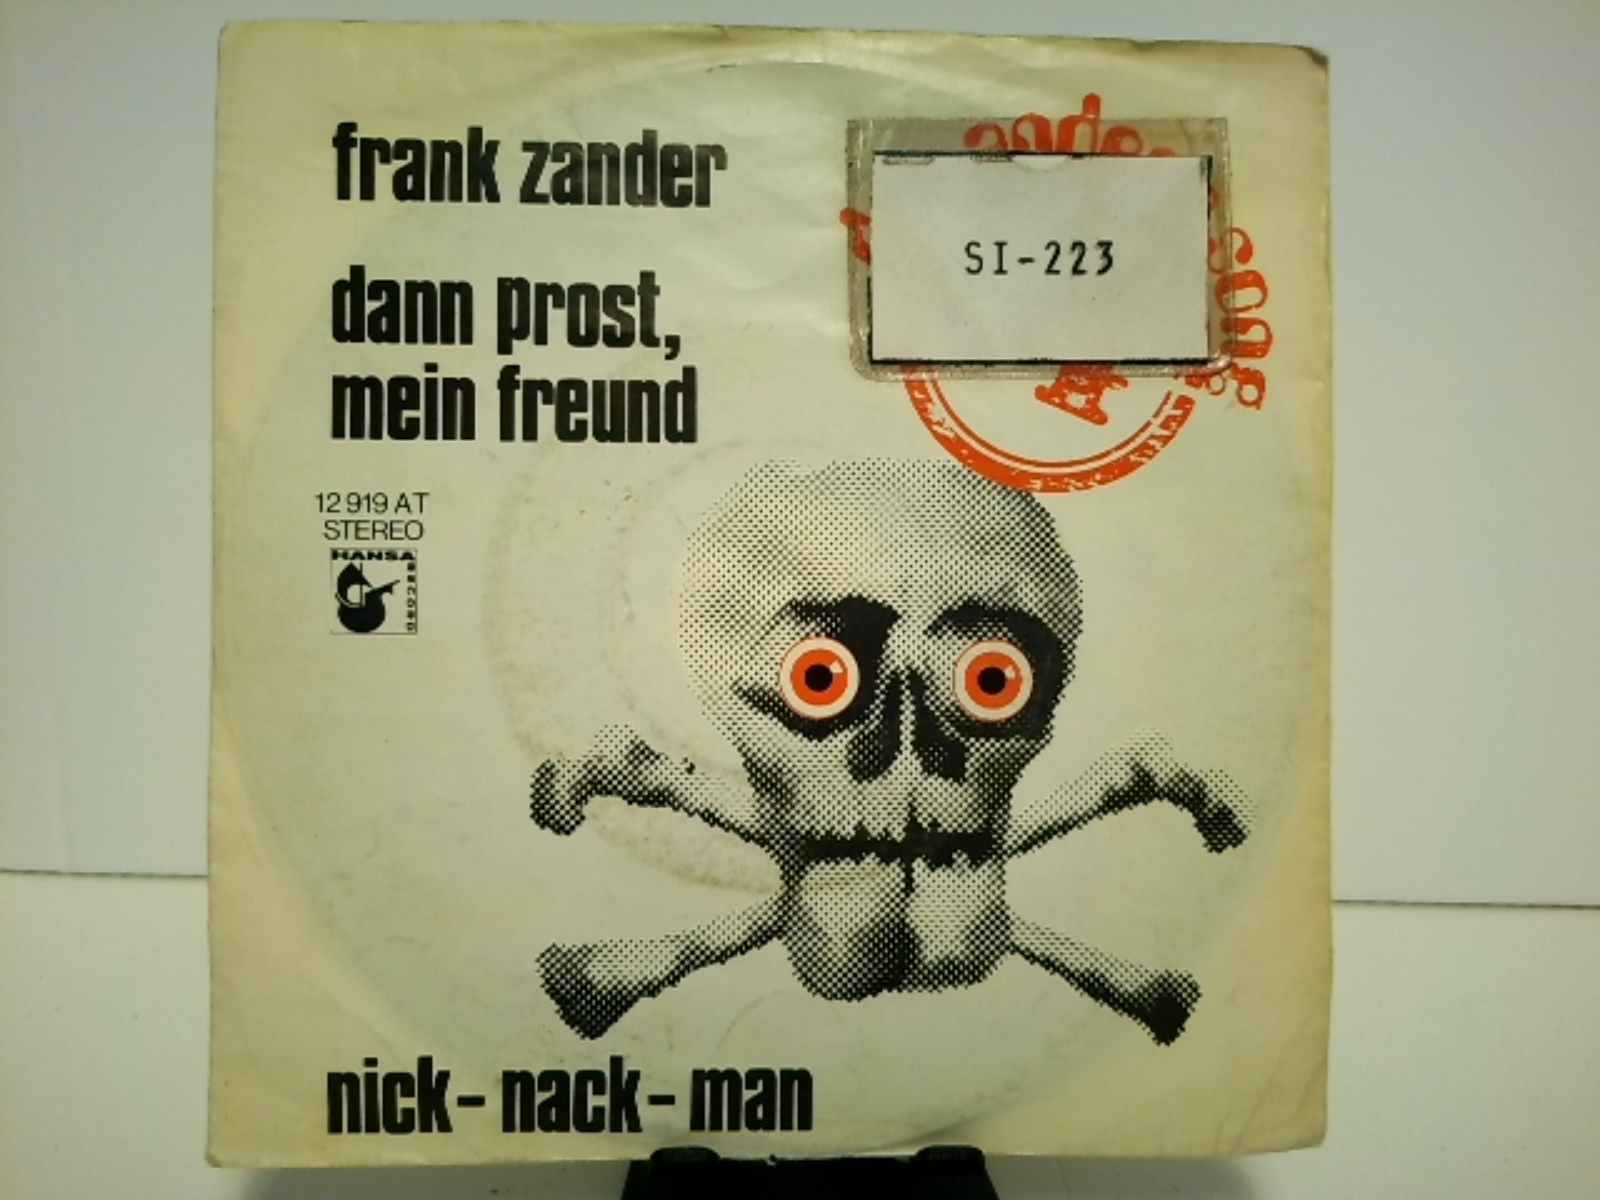 frank zander
SI-223
dann prost,
mein freund
12 919 AT
STEREO
HANSA
nick-nack-man